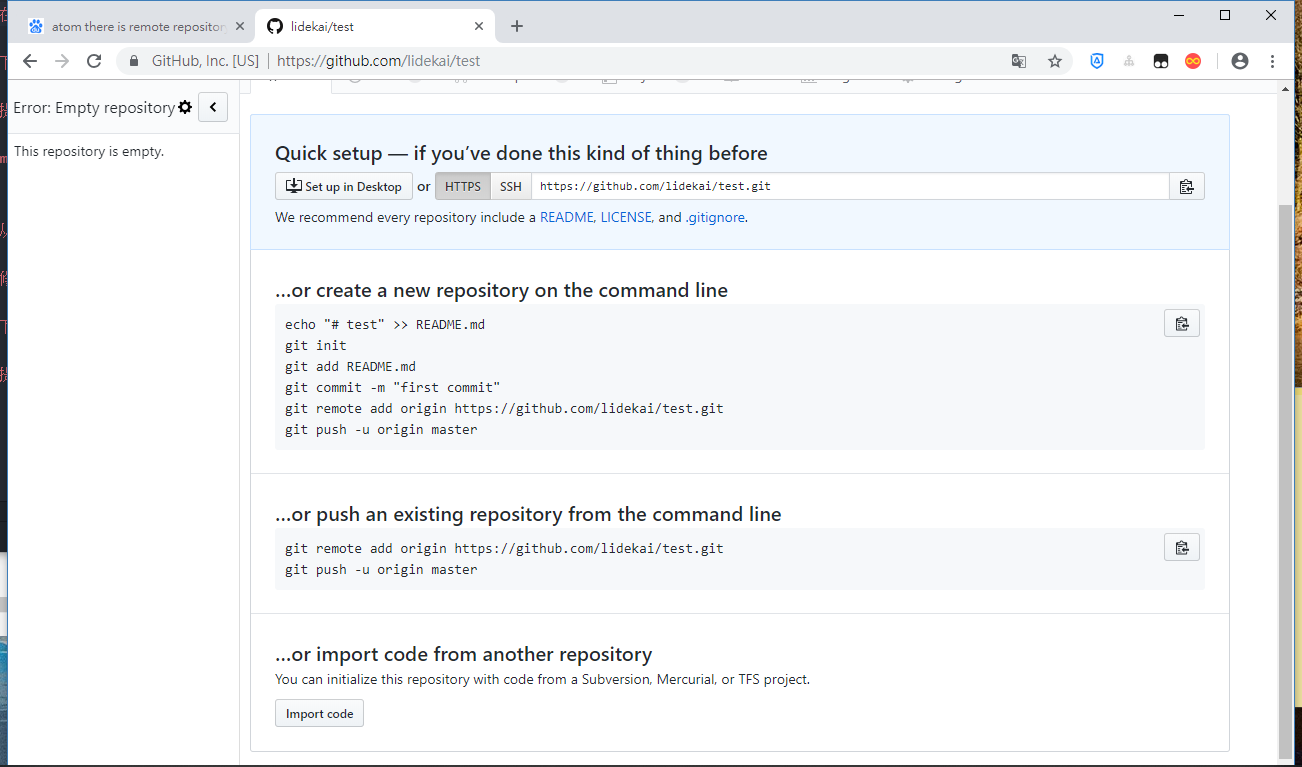 atom there is remote repository
lidekai/test
GitHub, Inc. [US] | https://github.com/lidekai/test
Error: Empty repository
This repository is empty.
Quick setup — if you’ve done this kind of thing before
Set up in Desktop or HTTPS SSH https://github.com/lidekai/test.git
We recommend every repository include a README, LICENSE, and .gitignore.
…or create a new repository on the command line
echo "# test" >> README.md
git init
git add README.md
git commit -m "first commit"
git remote add origin https://github.com/lidekai/test.git
git push -u origin master
…or push an existing repository from the command line
git remote add origin https://github.com/lidekai/test.git
git push -u origin master
…or import code from another repository
You can initialize this repository with code from a Subversion, Mercurial, or TFS project.
Import code